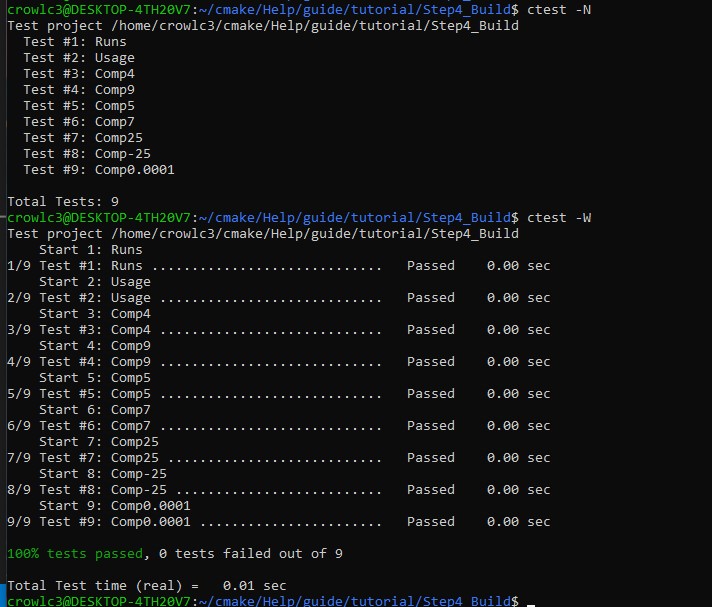 crowlc3@DESKTOP-4TH20V7:~/cmake/Help/guide/tutorial/Step4_Build$ ctest -N
Test project /home/crowlc3/cmake/Help/guide/tutorial/Step4_Build
  Test #1: Runs
  Test #2: Usage
  Test #3: Comp4
  Test #4: Comp9
  Test #5: Comp5
  Test #6: Comp7
  Test #7: Comp25
  Test #8: Comp-25
  Test #9: Comp0.0001

Total Tests: 9
crowlc3@DESKTOP-4TH20V7:~/cmake/Help/guide/tutorial/Step4_Build$ ctest -W
Test project /home/crowlc3/cmake/Help/guide/tutorial/Step4_Build
    Start 1: Runs
1/9 Test #1: Runs .............................   Passed    0.00 sec
    Start 2: Usage
2/9 Test #2: Usage ............................   Passed    0.00 sec
    Start 3: Comp4
3/9 Test #3: Comp4 ............................   Passed    0.00 sec
    Start 4: Comp9
4/9 Test #4: Comp9 ............................   Passed    0.00 sec
    Start 5: Comp5
5/9 Test #5: Comp5 ............................   Passed    0.00 sec
    Start 6: Comp7
6/9 Test #6: Comp7 ............................   Passed    0.00 sec
    Start 7: Comp25
7/9 Test #7: Comp25 ...........................   Passed    0.00 sec
    Start 8: Comp-25
8/9 Test #8: Comp-25 ..........................   Passed    0.00 sec
    Start 9: Comp0.0001
9/9 Test #9: Comp0.0001 .......................   Passed    0.00 sec

100% tests passed, 0 tests failed out of 9

Total Test time (real) =   0.01 sec
crowlc3@DESKTOP-4TH20V7:~/cmake/Help/guide/tutorial/Step4_Build$